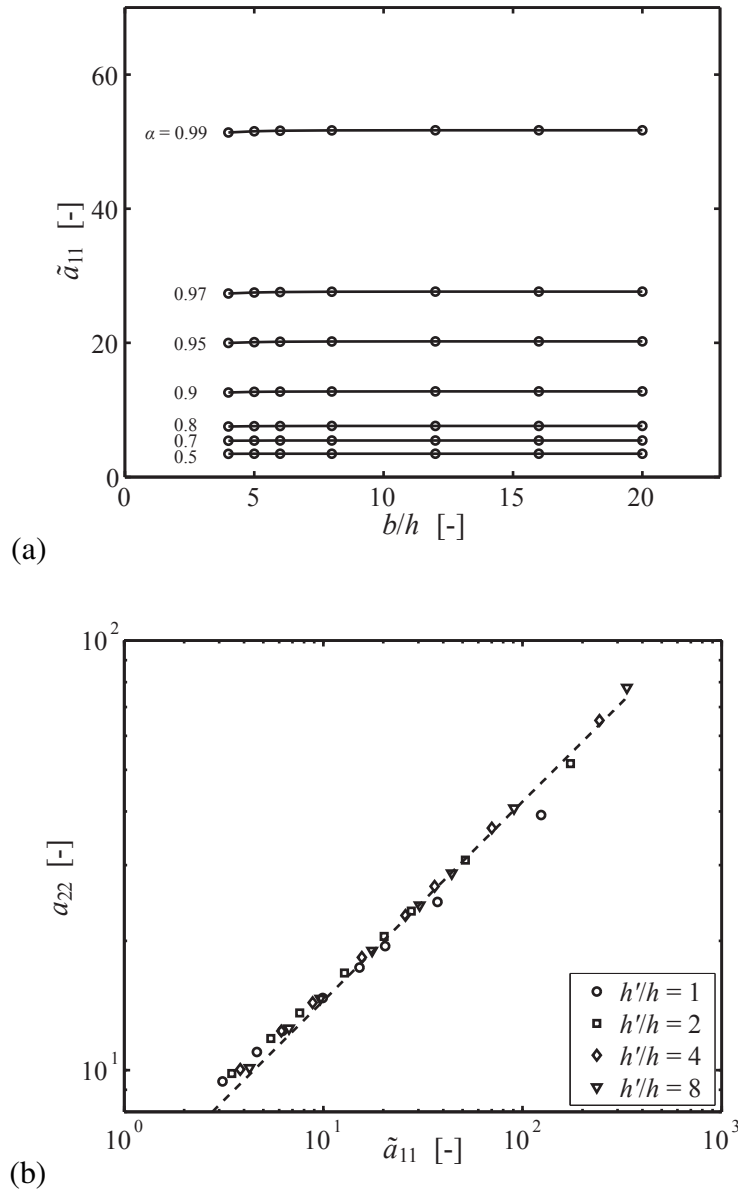 60
40
20
0
ã₁₁ [-]
α = 0.99
0.97
0.95
0.9
0.8
0.7
0.5
0 5 10 15 20
b/h [-]
(a)
10²
10¹
a₂₂ [-]
h'/h = 1
h'/h = 2
h'/h = 4
h'/h = 8
10⁰ 10¹ 10² 10³
ã₁₁ [-]
(b)